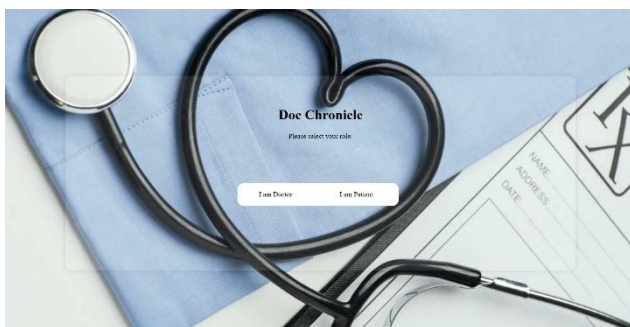 Doc Chronicle
Please select your role:
I am Doctor I am Patient
NAME
ADDRESS
DATE